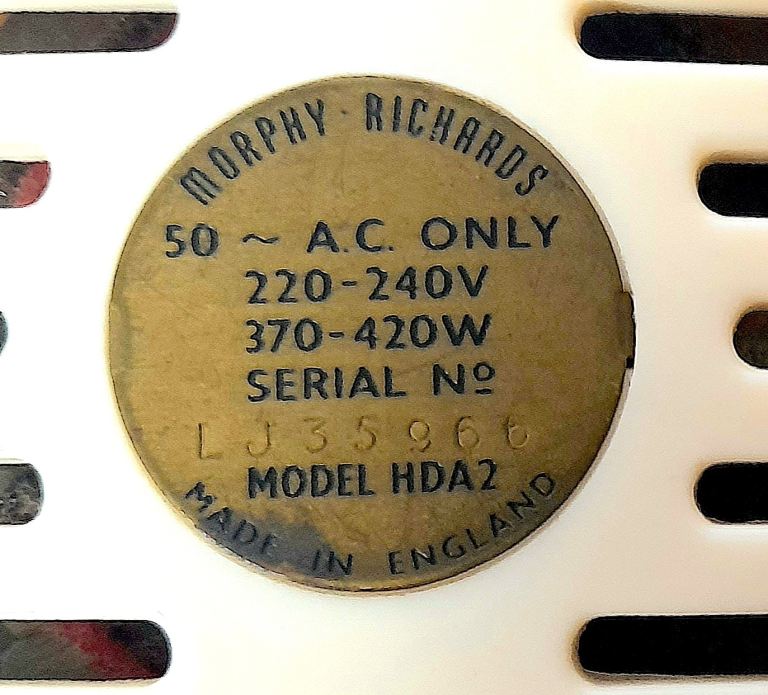 MORPHY · RICHARDS
50 ~ A.C. ONLY
220-240V
370-420W
SERIAL Nº
LJ35966
MODEL HDA2
MADE IN ENGLAND